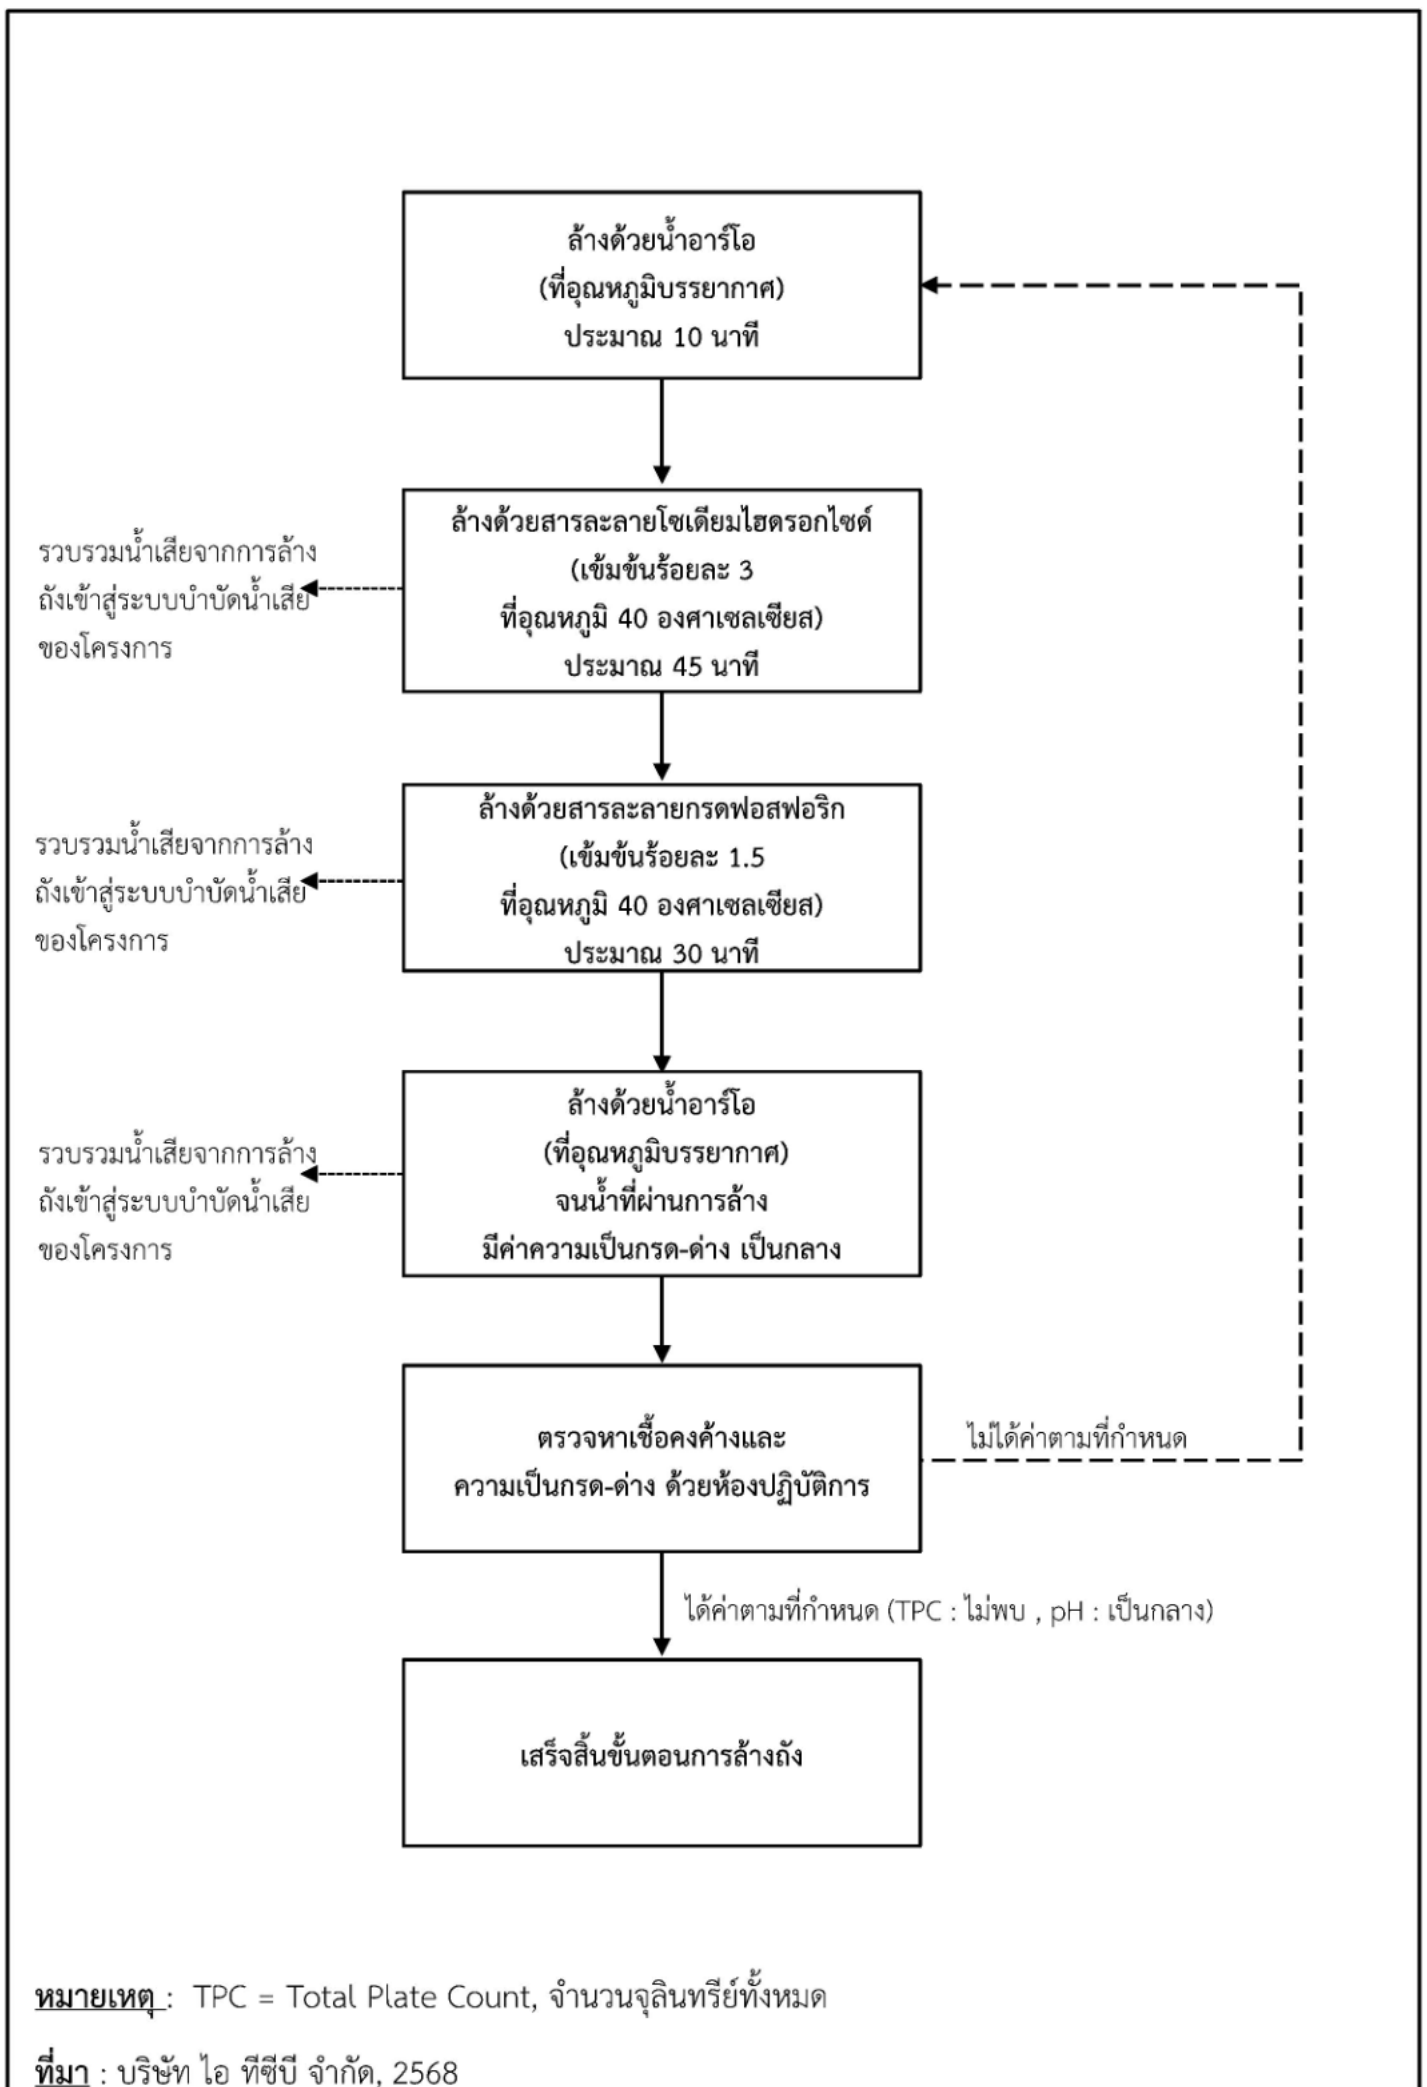 ล้างด้วยน้ำอาร์โอ
(ที่อุณหภูมิบรรยากาศ)
ประมาณ 10 นาที
ล้างด้วยสารละลายโซเดียมไฮดรอกไซด์
(เข้มข้นร้อยละ 3
ที่อุณหภูมิ 40 องศาเซลเซียส)
ประมาณ 45 นาที
รวบรวมน้ำเสียจากการล้าง
ถังเข้าสู่ระบบบำบัดน้ำเสีย
ของโครงการ
ล้างด้วยสารละลายกรดฟอสฟอริก
(เข้มข้นร้อยละ 1.5
ที่อุณหภูมิ 40 องศาเซลเซียส)
ประมาณ 30 นาที
รวบรวมน้ำเสียจากการล้าง
ถังเข้าสู่ระบบบำบัดน้ำเสีย
ของโครงการ
ล้างด้วยน้ำอาร์โอ
(ที่อุณหภูมิบรรยากาศ)
จนน้ำที่ผ่านการล้าง
มีค่าความเป็นกรด-ด่าง เป็นกลาง
รวบรวมน้ำเสียจากการล้าง
ถังเข้าสู่ระบบบำบัดน้ำเสีย
ของโครงการ
ตรวจหาเชื้อคงค้างและ
ความเป็นกรด-ด่าง ด้วยห้องปฏิบัติการ
ไม่ได้ค่าตามที่กำหนด
ได้ค่าตามที่กำหนด (TPC : ไม่พบ , pH : เป็นกลาง)
เสร็จสิ้นขั้นตอนการล้างถัง
หมายเหตุ : TPC = Total Plate Count, จำนวนจุลินทรีย์ทั้งหมด
ที่มา : บริษัท ไอ ทีซีบี จำกัด, 2568